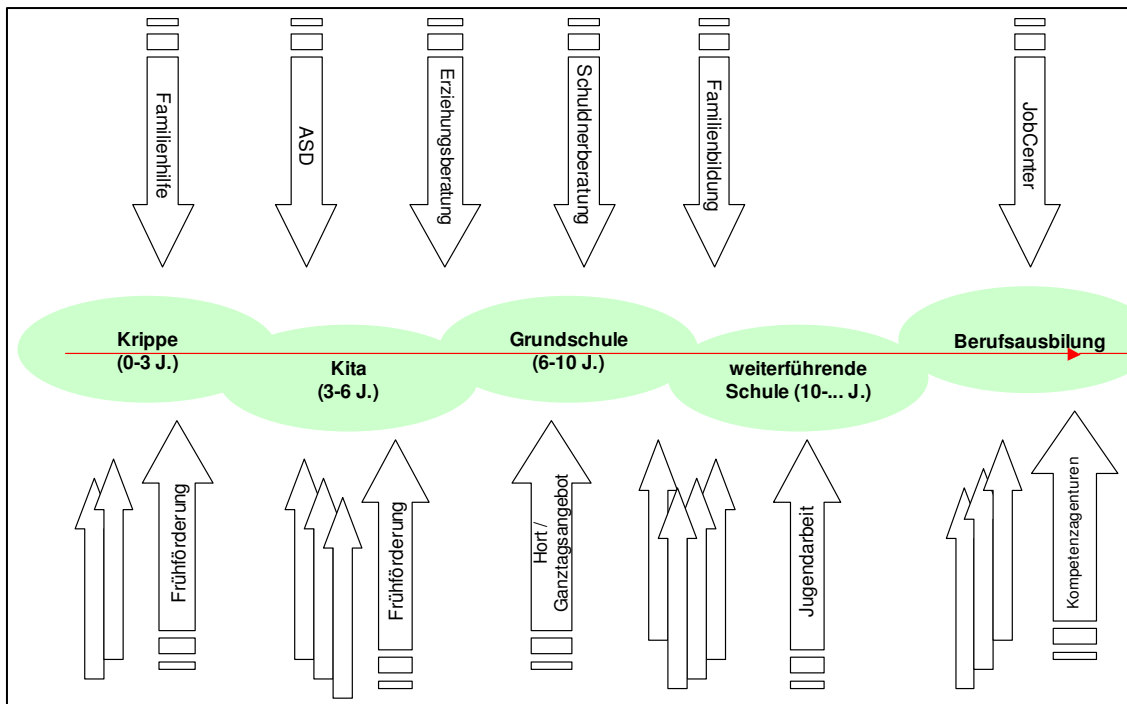 Familienhilfe
ASD
Erziehungsberatung
Schuldnerberatung
Familienbildung
JobCenter
Krippe
(0-3 J.)
Kita
(3-6 J.)
Grundschule
(6-10 J.)
weiterführende
Schule (10-... J.)
Berufsausbilung
Frühförderung
Frühförderung
Hort /
Ganztagsangebot
Jugendarbeit
Kompetenzagenturen